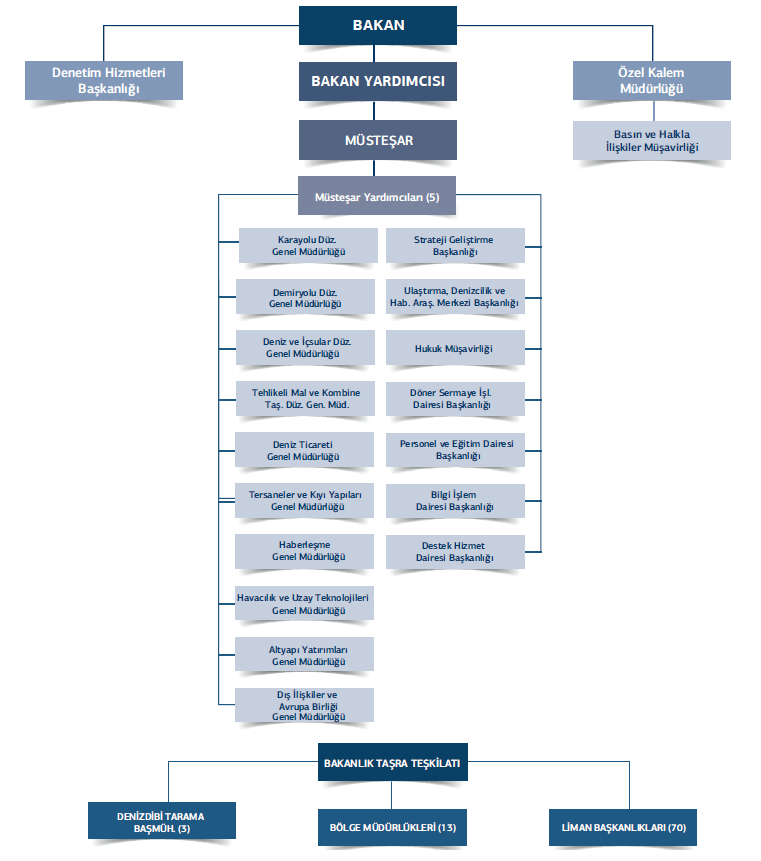 BAKAN
Denetim Hizmetleri
Başkanlığı
BAKAN YARDIMCISI
Özel Kalem
Müdürlüğü
MÜSTEŞAR
Basın ve Halkla
İlişkiler Müşavirliği
Müsteşar Yardımcıları (5)
Karayolu Düz.
Genel Müdürlüğü
Strateji Geliştirme
Başkanlığı
Demiryolu Düz.
Genel Müdürlüğü
Ulaştırma, Denizcilik ve
Hab. Araş. Merkezi Başkanlığı
Deniz ve İçsular Düz.
Genel Müdürlüğü
Hukuk Müşavirliği
Tehlikeli Mal ve Kombine
Taş. Düz. Gen. Müd.
Döner Sermaye İşl.
Dairesi Başkanlığı
Deniz Ticareti
Genel Müdürlüğü
Personel ve Eğitim Dairesi
Başkanlığı
Tersaneler ve Kıyı Yapıları
Genel Müdürlüğü
Bilgi İşlem
Dairesi Başkanlığı
Haberleşme
Genel Müdürlüğü
Destek Hizmet
Dairesi Başkanlığı
Havacılık ve Uzay Teknolojileri
Genel Müdürlüğü
Altyapı Yatırımları
Genel Müdürlüğü
Dış İlişkiler ve
Avrupa Birliği
Genel Müdürlüğü
BAKANLIK TAŞRA TEŞKİLATI
DENİZDİBİ TARAMA
BAŞMÜH. (3)
BÖLGE MÜDÜRLÜKLERİ (13)
LİMAN BAŞKANLIKLARI (70)